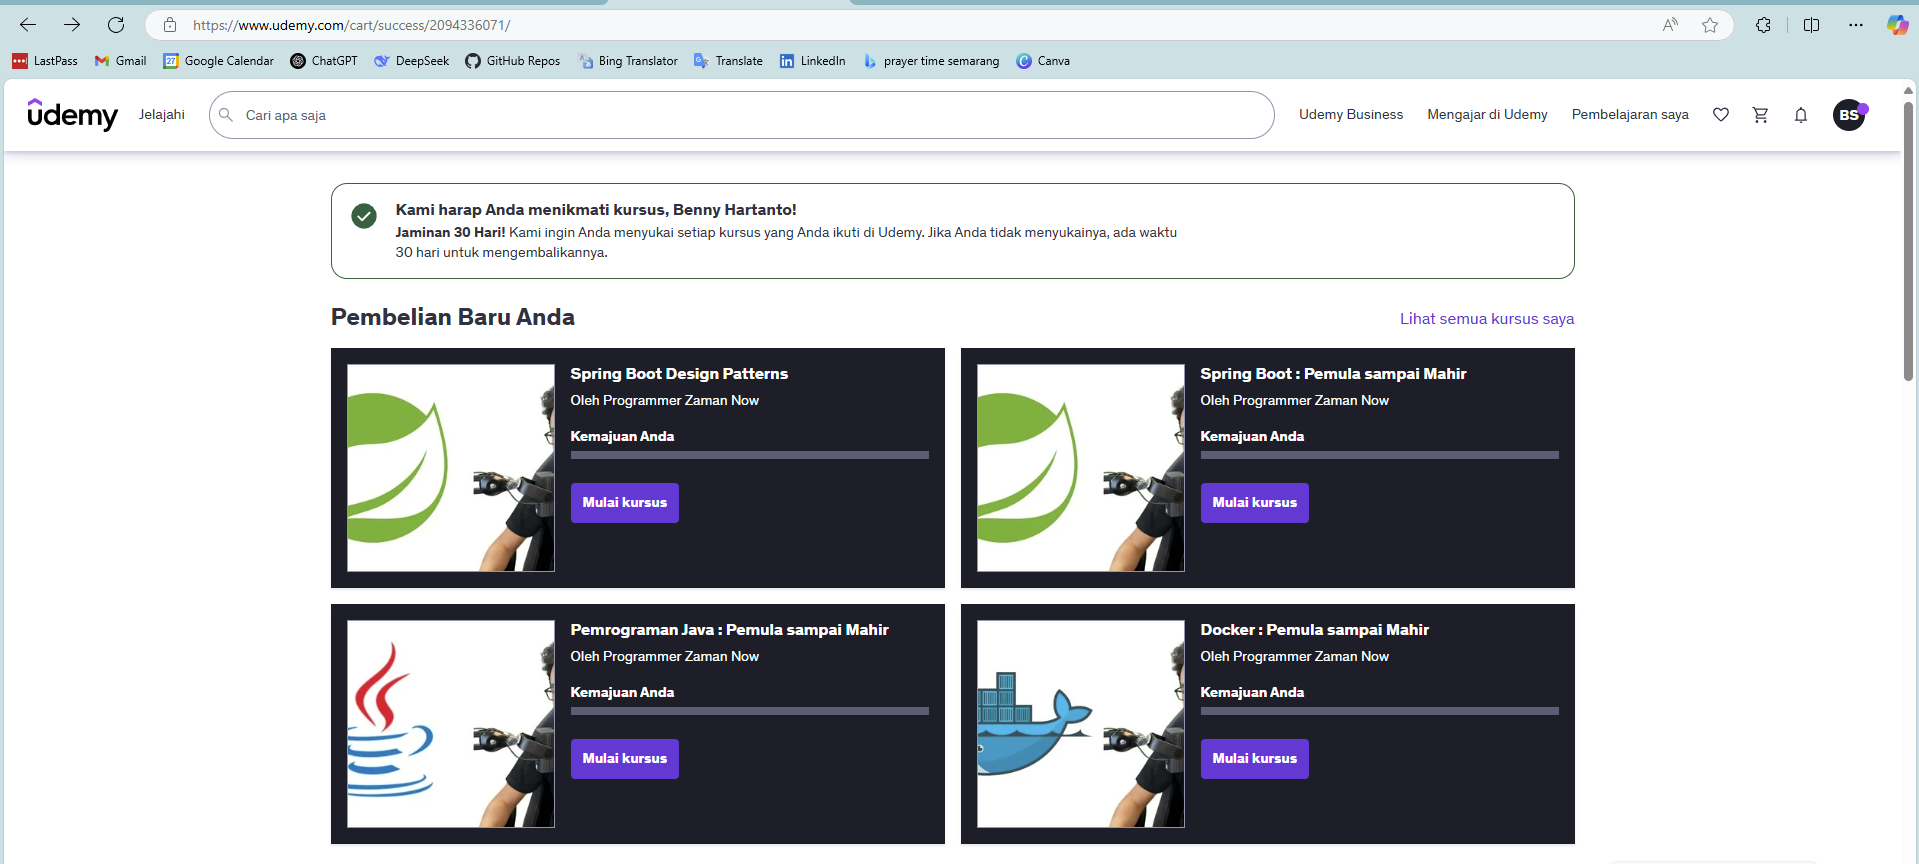 https://www.udemy.com/cart/success/2094336071/
LastPass
Gmail
27
Google Calendar
ChatGPT
DeepSeek
GitHub Repos
Bing Translator
Translate
LinkedIn
prayer time semarang
Canva
udemy
Jelajahi
Cari apa saja
Udemy Business
Mengajar di Udemy
Pembelajaran saya
BS
Kami harap Anda menikmati kursus, Benny Hartanto!
Jaminan 30 Hari! Kami ingin Anda menyukai setiap kursus yang Anda ikuti di Udemy. Jika Anda tidak menyukainya, ada waktu
30 hari untuk mengembalikannya.
Pembelian Baru Anda
Lihat semua kursus saya
Spring Boot Design Patterns
Oleh Programmer Zaman Now
Kemajuan Anda
Mulai kursus
Spring Boot : Pemula sampai Mahir
Oleh Programmer Zaman Now
Kemajuan Anda
Mulai kursus
Pemrograman Java : Pemula sampai Mahir
Oleh Programmer Zaman Now
Kemajuan Anda
Mulai kursus
Docker : Pemula sampai Mahir
Oleh Programmer Zaman Now
Kemajuan Anda
Mulai kursus